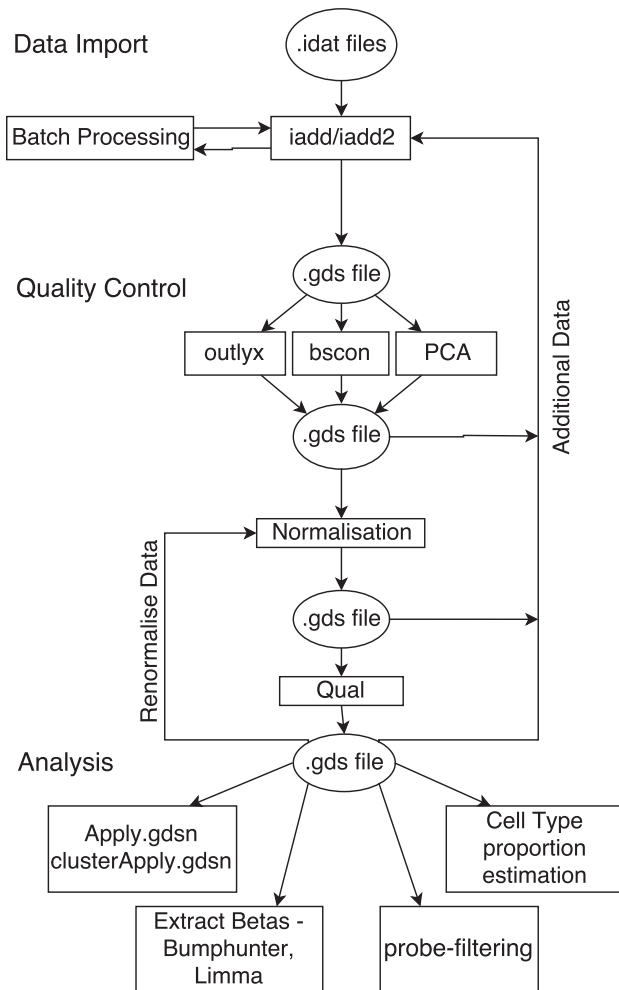 Data Import
.idat files
Batch Processing
iadd/iadd2
.gds file
Quality Control
outlyx
bscon
PCA
.gds file
Additional Data
Normalisation
Renormalise Data
.gds file
Qual
.gds file
Analysis
Apply.gdsn
clusterApply.gdsn
Cell Type
proportion
estimation
Extract Betas -
Bumphunter,
Limma
probe-filtering